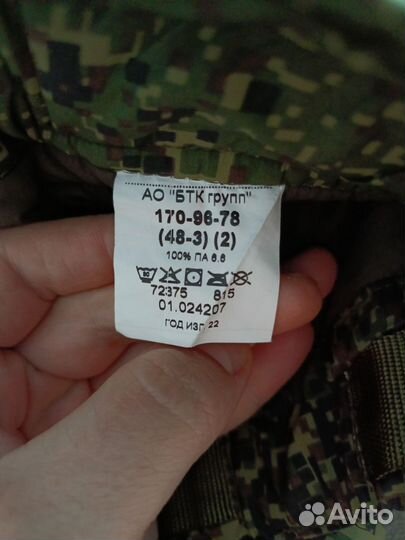 АО "БТК групп"
170-96-78
(48-3) (2)
100% ПА 6.6
72375 815
01.024207
ГОД ИЗГ. 22
Avito